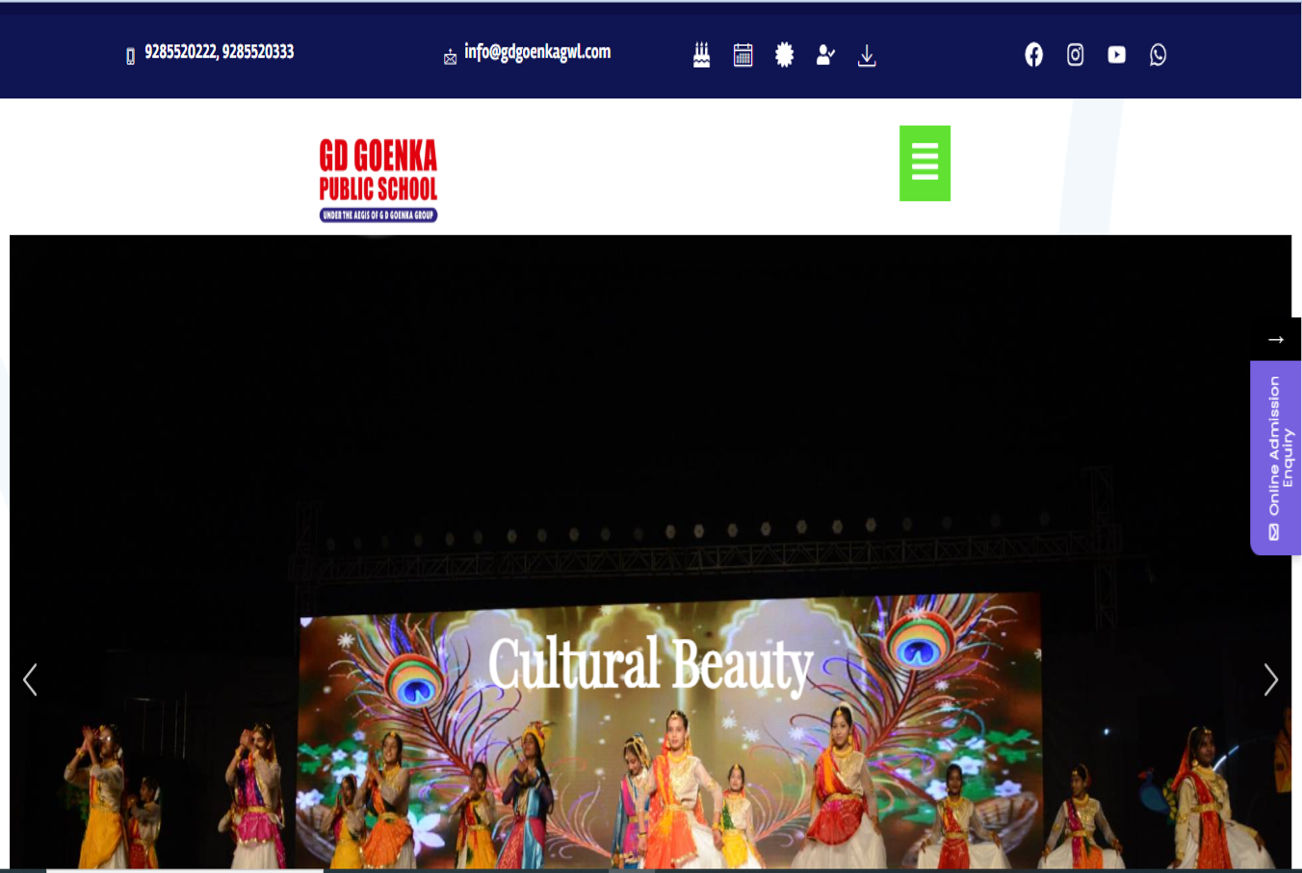 9285520222, 9285520333
info@gdgoenkagwl.com
GD GOENKA
PUBLIC SCHOOL
UNDER THE AEGIS OF G D GOENKA GROUP
→
Online Admission
Enquiry
Cultural Beauty